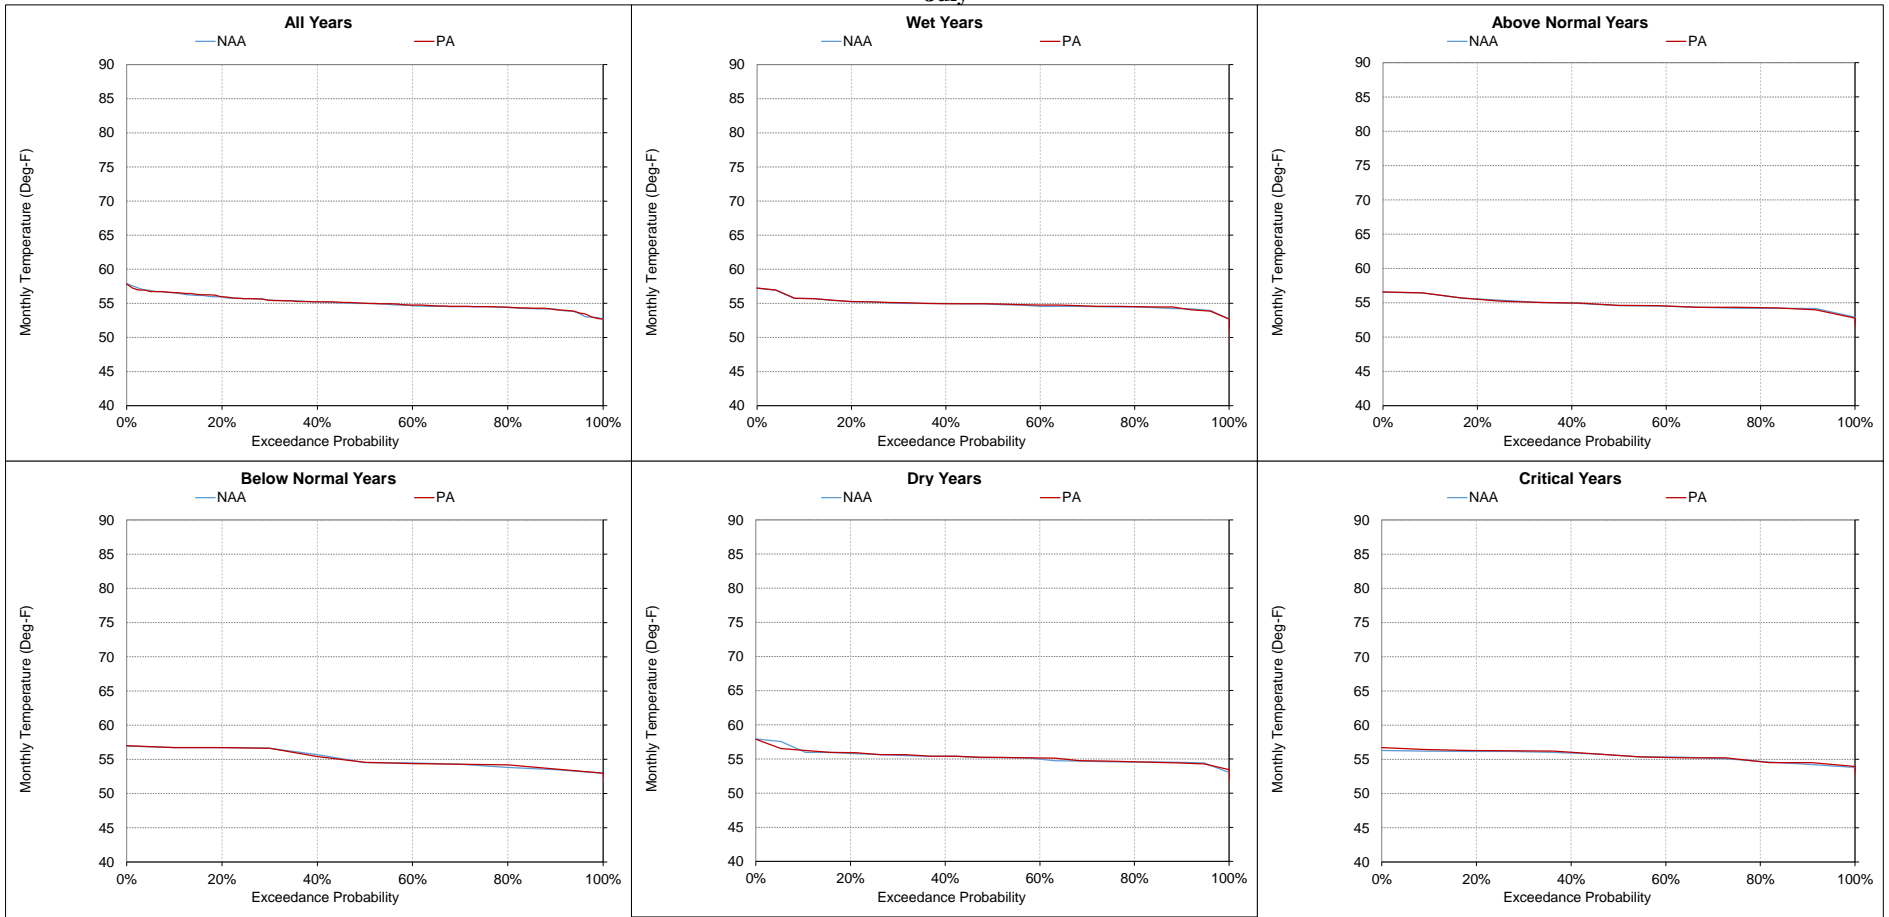 All Years
NAA PA
Monthly Temperature (Deg-F)
90
85
80
75
70
65
60
55
50
45
40
0% 20% 40% 60% 80% 100%
Exceedance Probability
Wet Years
NAA PA
Monthly Temperature (Deg-F)
90
85
80
75
70
65
60
55
50
45
40
0% 20% 40% 60% 80% 100%
Exceedance Probability
Above Normal Years
NAA PA
Monthly Temperature (Deg-F)
90
85
80
75
70
65
60
55
50
45
40
0% 20% 40% 60% 80% 100%
Exceedance Probability
Below Normal Years
NAA PA
Monthly Temperature (Deg-F)
90
85
80
75
70
65
60
55
50
45
40
0% 20% 40% 60% 80% 100%
Exceedance Probability
Dry Years
NAA PA
Monthly Temperature (Deg-F)
90
85
80
75
70
65
60
55
50
45
40
0% 20% 40% 60% 80% 100%
Exceedance Probability
Critical Years
NAA PA
Monthly Temperature (Deg-F)
90
85
80
75
70
65
60
55
50
45
40
0% 20% 40% 60% 80% 100%
Exceedance Probability